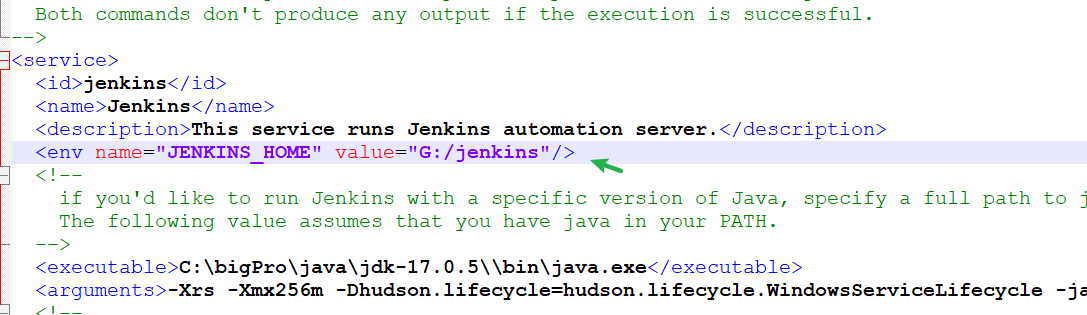 Both commands don't produce any output if the execution is successful.
-->
<service>
<id>jenkins</id>
<name>Jenkins</name>
<description>This service runs Jenkins automation server.</description>
<env name="JENKINS_HOME" value="G:/jenkins"/>
<!--
if you'd like to run Jenkins with a specific version of Java, specify a full path to j
The following value assumes that you have java in your PATH.
-->
<executable>C:\bigPro\java\jdk-17.0.5\\bin\java.exe</executable>
<arguments>-Xrs -Xmx256m -Dhudson.lifecycle=hudson.lifecycle.WindowsServiceLifecycle -ja
<!--